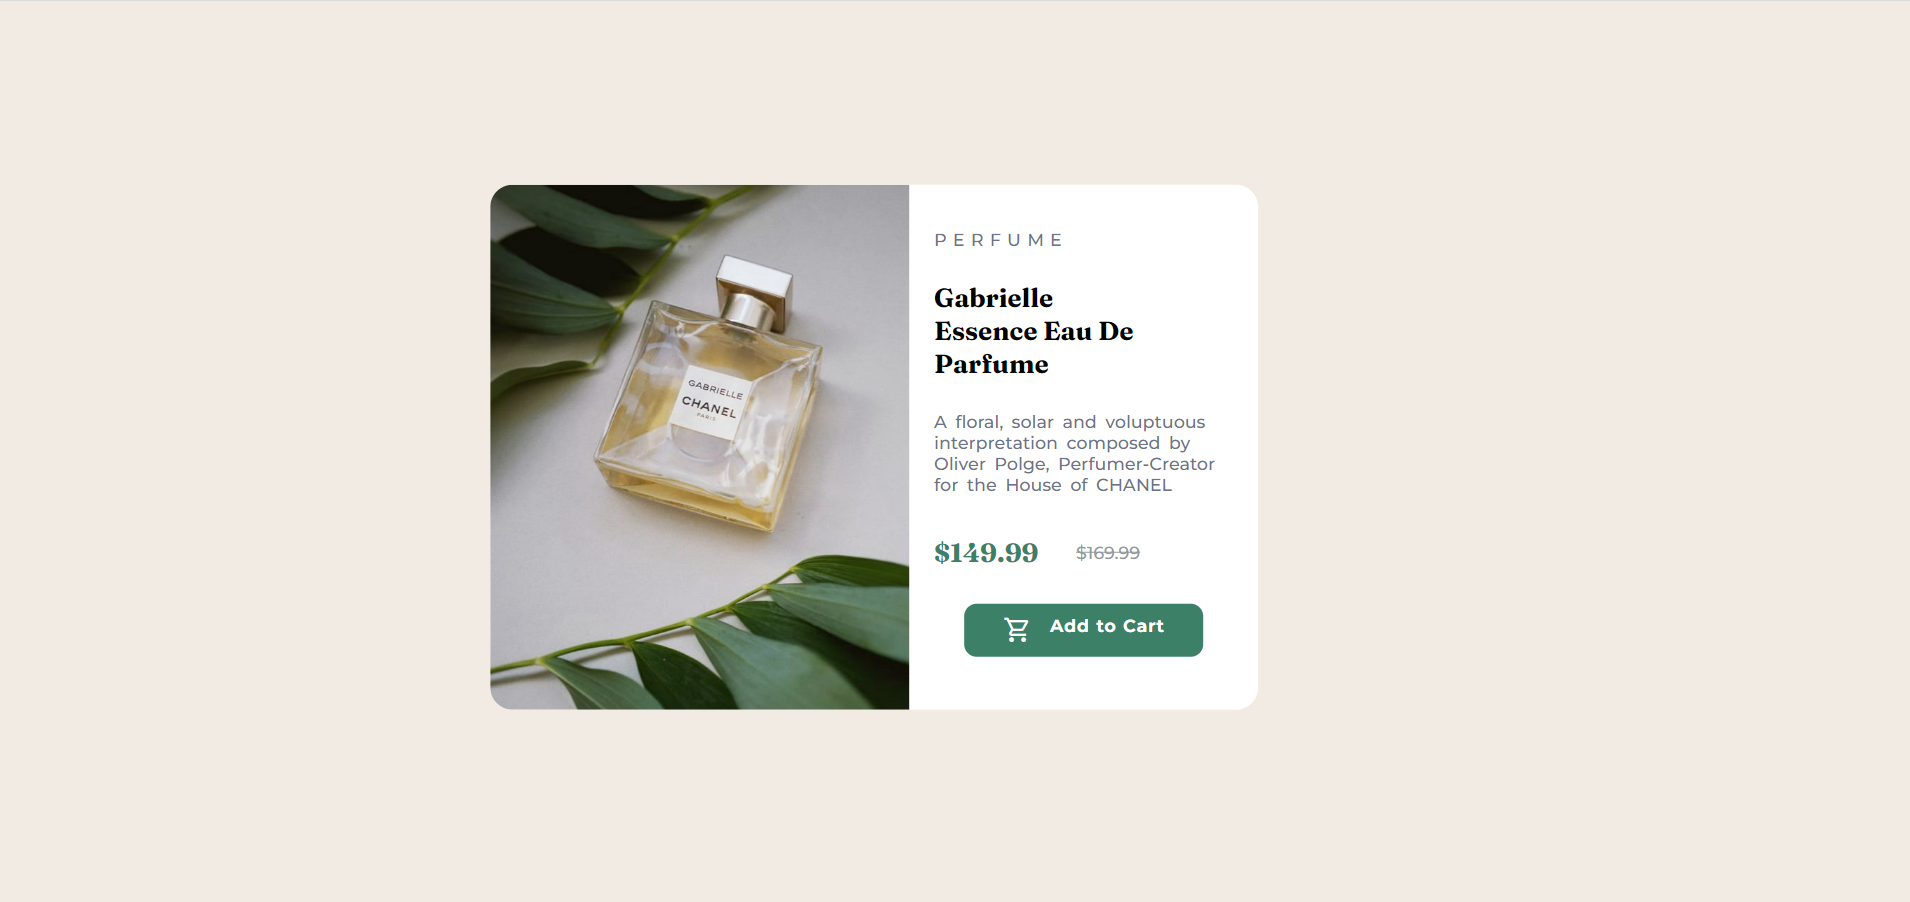 GABRIELLE
CHANEL
PARIS
PERFUME
Gabrielle
Essence Eau De
Parfume
A floral, solar and voluptuous
interpretation composed by
Oliver Polge, Perfumer-Creator
for the House of CHANEL
$149.99 $169.99
Add to Cart